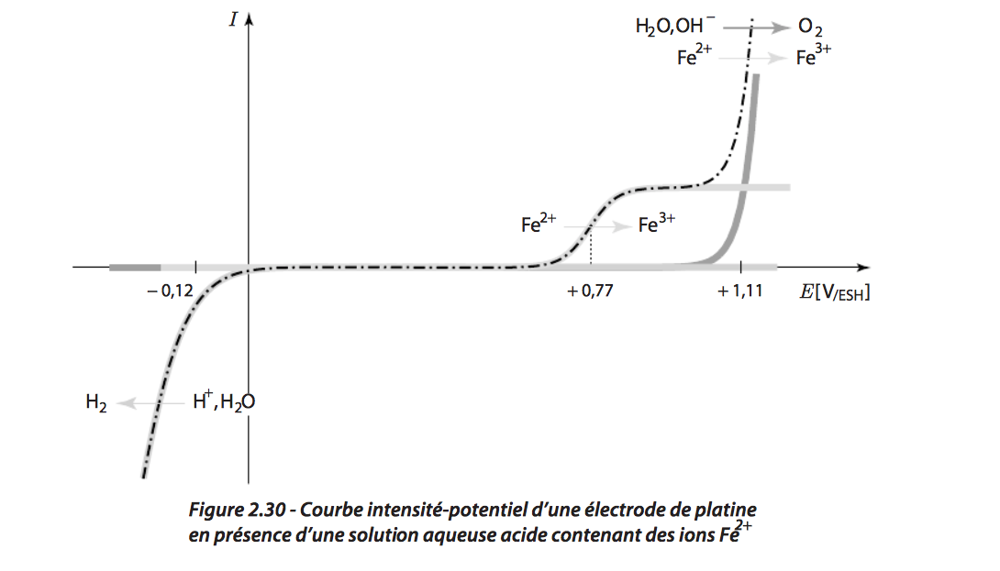 I
H₂O,OH⁻ O₂
Fe²⁺ Fe³⁺
Fe²⁺ Fe³⁺
− 0,12 + 0,77 + 1,11 E[V/ESH]
H₂ H⁺,H₂O
Figure 2.30 - Courbe intensité-potentiel d’une électrode de platine
en présence d’une solution aqueuse acide contenant des ions Fe²⁺